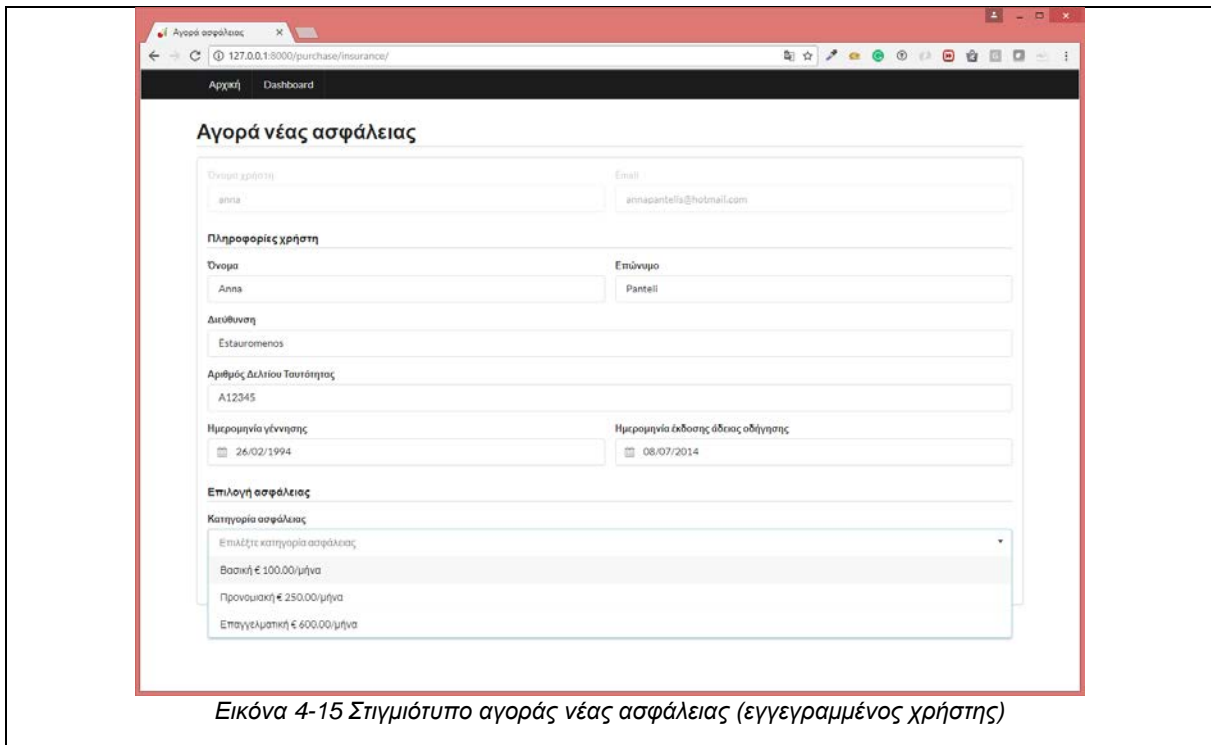 Αγορά ασφάλειας
127.0.0.1:8000/purchase/insurance/
Αρχική Dashboard
Αγορά νέας ασφάλειας
Όνομα χρήστη Email
anna annapantelis@hotmail.com
Πληροφορίες χρήστη
Όνομα Επώνυμο
Anna Panteli
Διεύθυνση
Estauromenos
Αριθμός Δελτίου Ταυτότητας
A12345
Ημερομηνία γέννησης Ημερομηνία έκδοσης άδειας οδήγησης
26/02/1994 08/07/2014
Επιλογή ασφάλειας
Κατηγορία ασφάλειας
Επιλέξτε κατηγορία ασφάλειας
Βασική € 100.00/μήνα
Προνομιακή € 250.00/μήνα
Επαγγελματική € 600.00/μήνα
Εικόνα 4-15 Στιγμιότυπο αγοράς νέας ασφάλειας (εγγεγραμμένος χρήστης)